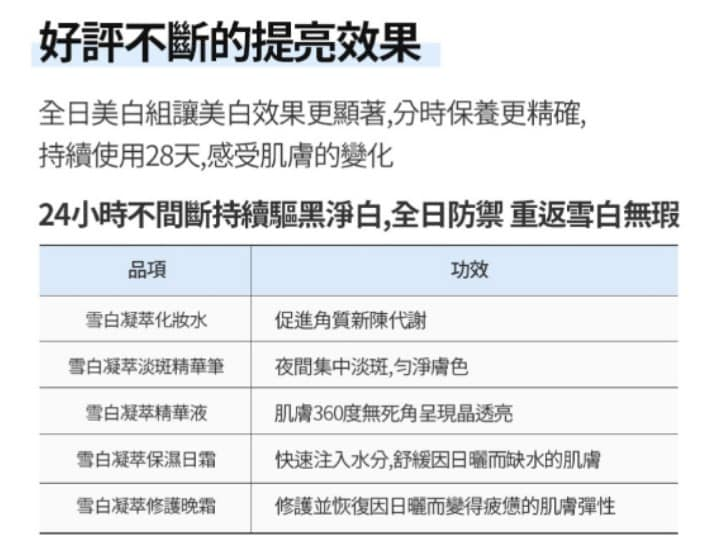 好評不斷的提亮效果
全日美白組讓美白效果更顯著,分時保養更精確,
持續使用28天,感受肌膚的變化
24小時不間斷持續驅黑淨白,全日防禦 重返雪白無瑕
品項 功效
雪白凝萃化妝水 促進角質新陳代謝
雪白凝萃淡斑精華筆 夜間集中淡斑,勻淨膚色
雪白凝萃精華液 肌膚360度無死角呈現晶透亮
雪白凝萃保濕日霜 快速注入水分,舒緩因日曬而缺水的肌膚
雪白凝萃修護晚霜 修護並恢復因日曬而變得疲憊的肌膚彈性